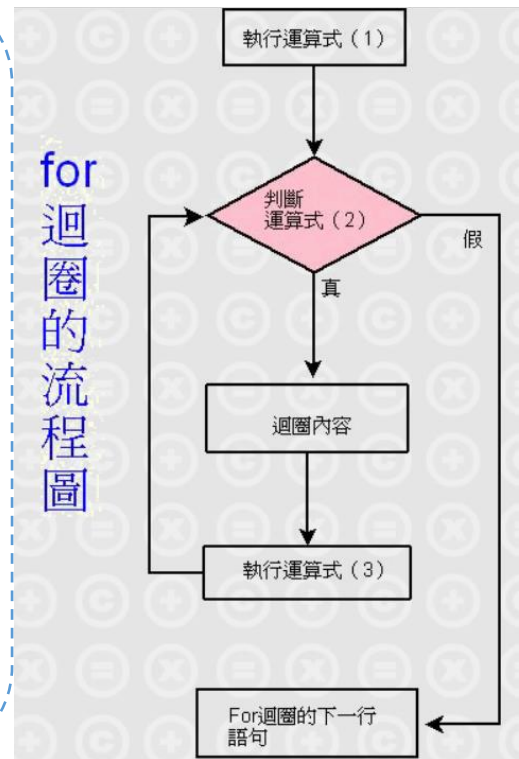 執行運算式（1）
for
迴
圈
的
流
程
圖
判斷
運算式（2）
假
真
迴圈內容
執行運算式（3）
For迴圈的下一行
語句